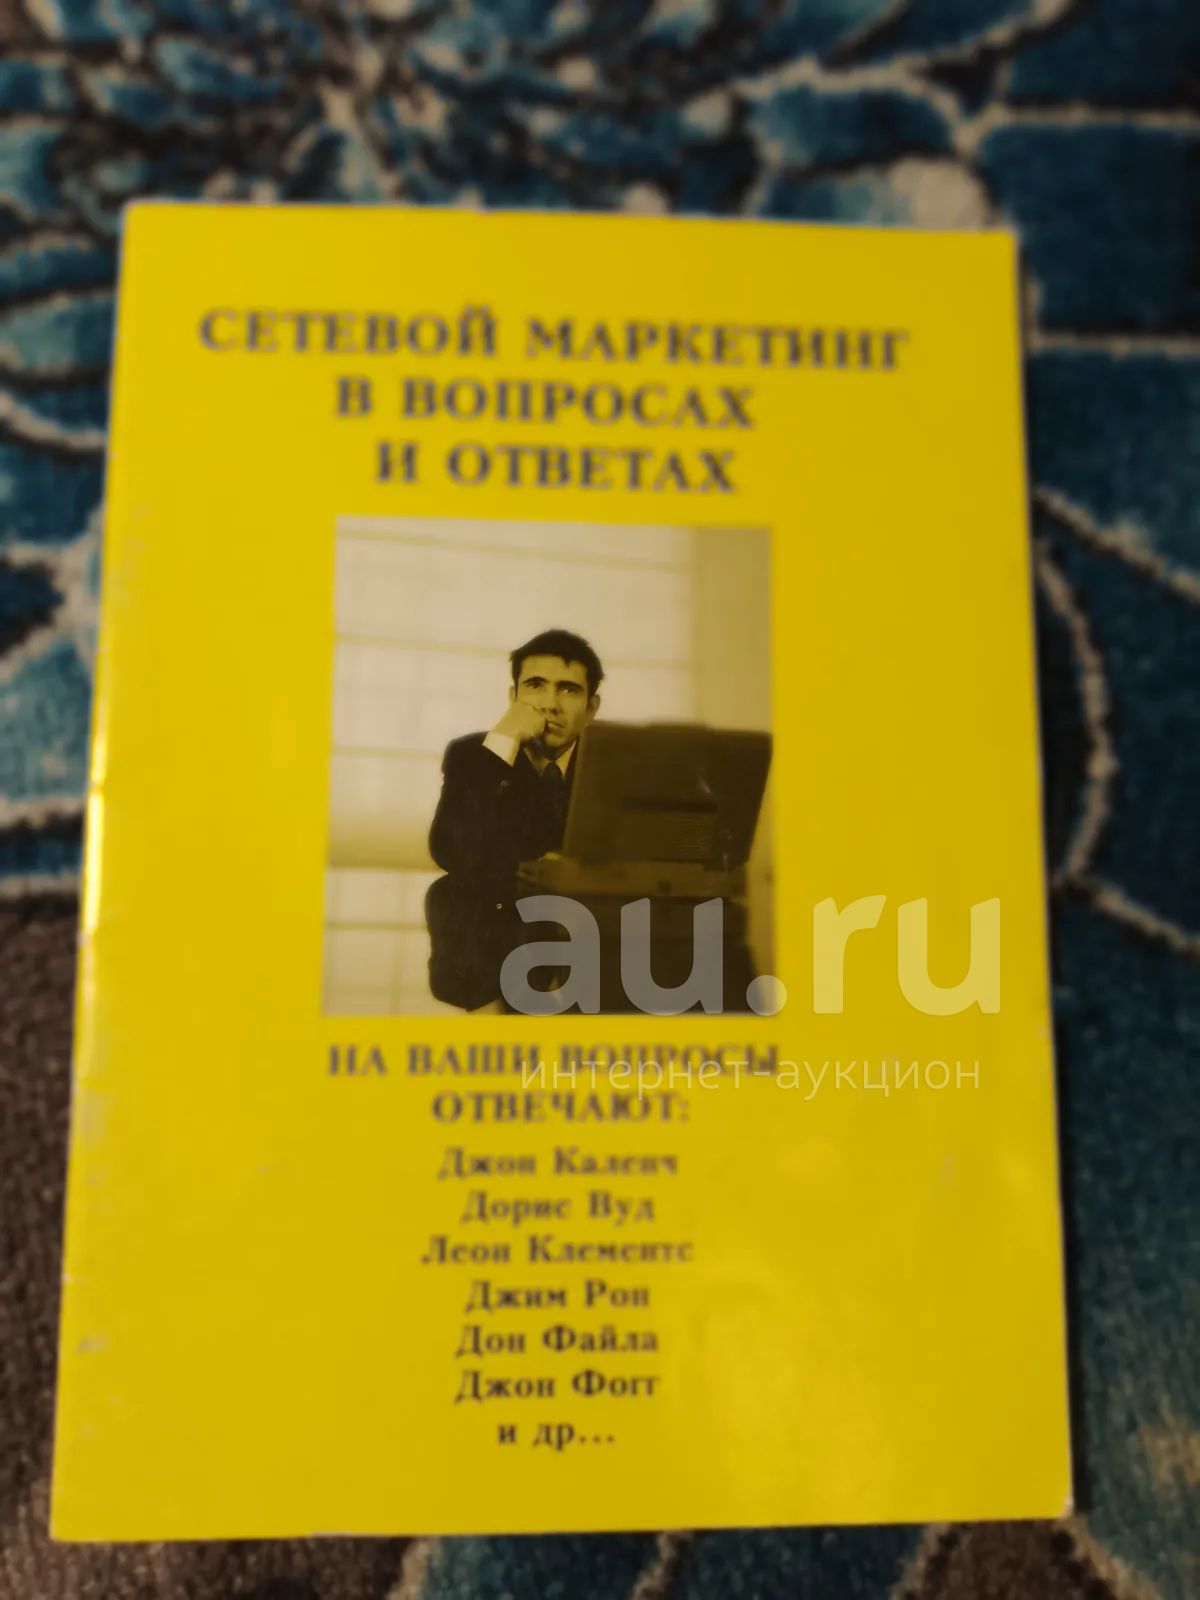 СЕТЕВОЙ МАРКЕТИНГ
В ВОПРОСАХ
И ОТВЕТАХ
au.ru
интернет-аукцион
НА ВАШИ ВОПРОСЫ
ОТВЕЧАЮТ:
Джон Каленч
Дорис Вуд
Леон Клементс
Джим Рон
Дон Файла
Джон Фогг
и др...